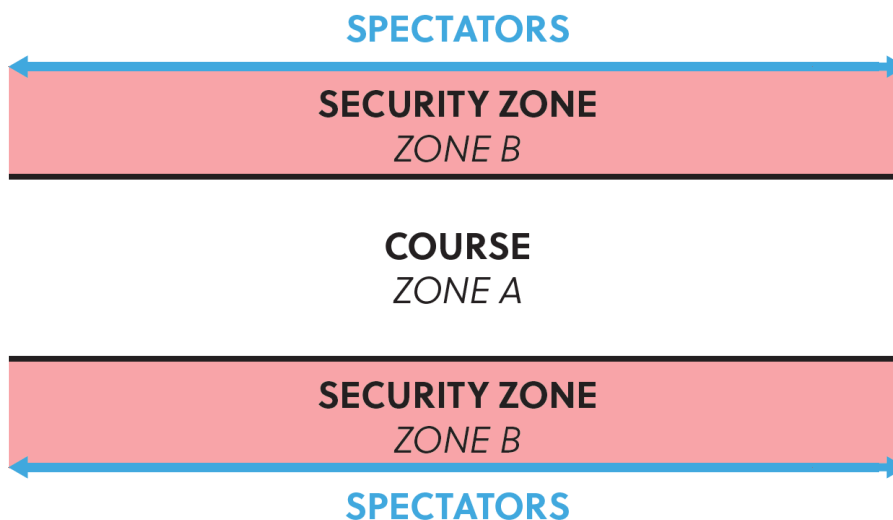 SPECTATORS
SECURITY ZONE
ZONE B
COURSE
ZONE A
SECURITY ZONE
ZONE B
SPECTATORS